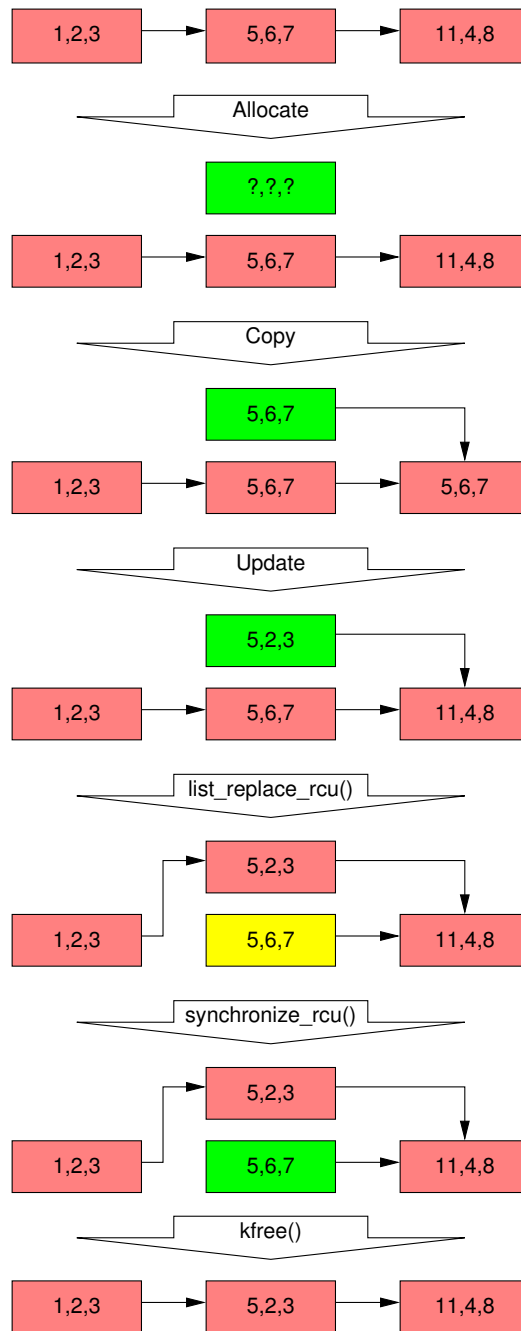 1,2,3 5,6,7 11,4,8
Allocate
?,?,?
1,2,3 5,6,7 11,4,8
Copy
5,6,7
1,2,3 5,6,7 5,6,7
Update
5,2,3
1,2,3 5,6,7 11,4,8
list_replace_rcu()
5,2,3
1,2,3 5,6,7 11,4,8
synchronize_rcu()
5,2,3
1,2,3 5,6,7 11,4,8
kfree()
1,2,3 5,2,3 11,4,8